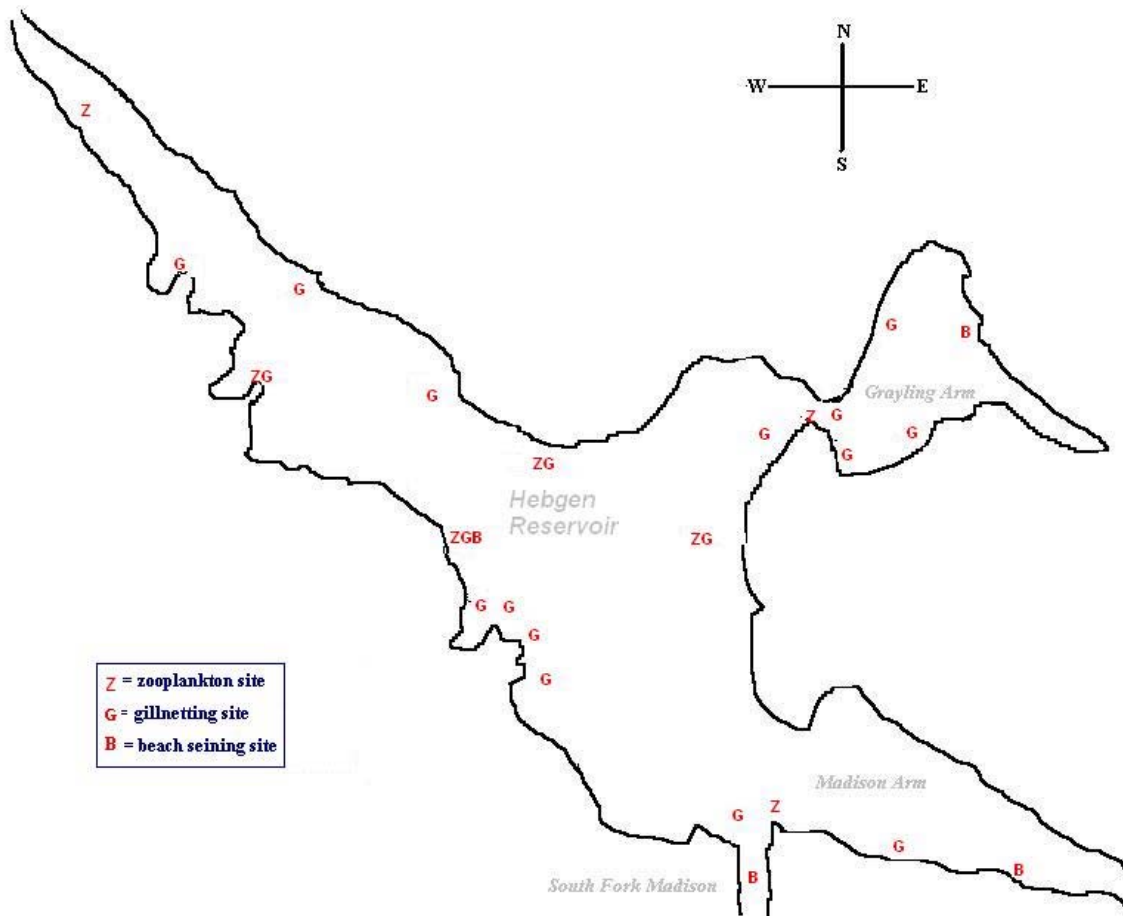 N
W E
S
Z
G
G
G
B
ZG
G
Grayling Arm
Z G
G
G
G
ZG
Hebgen
Reservoir
ZGB
ZG
G G
G
G
Z = zooplankton site
G = gillnetting site
B = beach seining site
Madison Arm
G
Z
G
B
B
South Fork Madison